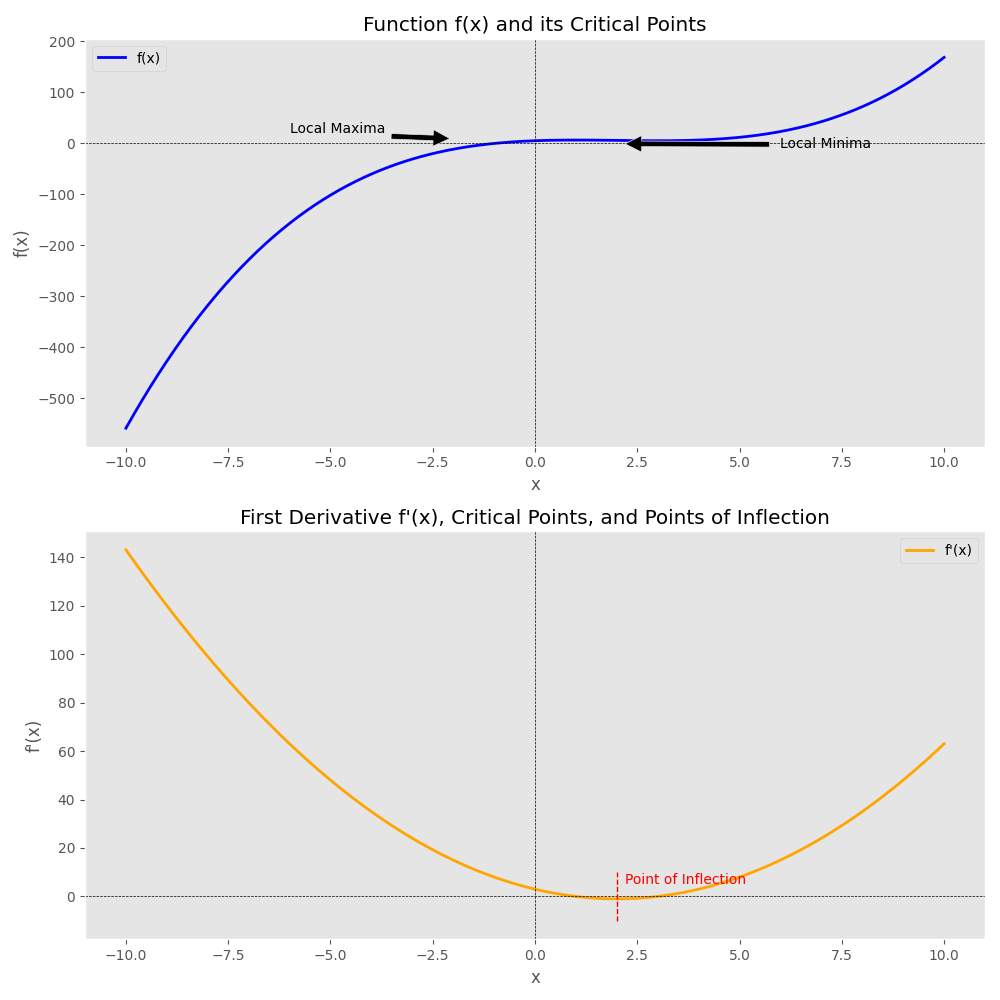 Function f(x) and its Critical Points
f(x)
200
100
0
−100
−200
−300
−400
−500
f(x)
Local Maxima
Local Minima
−10.0 −7.5 −5.0 −2.5 0.0 2.5 5.0 7.5 10.0
x
First Derivative f'(x), Critical Points, and Points of Inflection
f'(x)
140
120
100
80
60
40
20
0
f'(x)
Point of Inflection
−10.0 −7.5 −5.0 −2.5 0.0 2.5 5.0 7.5 10.0
x